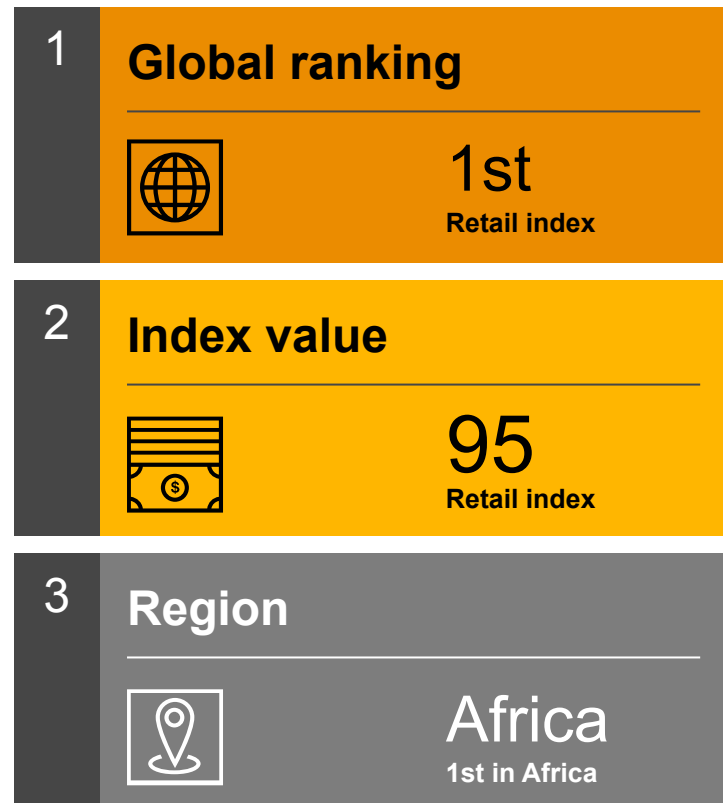 1
Global ranking
1st
Retail index
2
Index value
$
95
Retail index
3
Region
Africa
1st in Africa